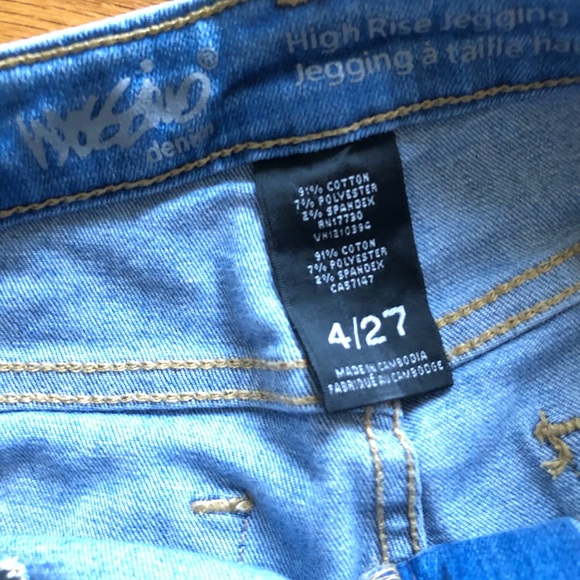 mossimo®
denim
High Rise Jegging
Jegging à taille
91% COTTON
7% POLYESTER
2% SPANDEX
RN17730
91% COTON
7% POLYESTER
2% SPANDEX
CA57147
4/27
MADE IN CAMBODIA
FABRIQUÉ AU CAMBODGE